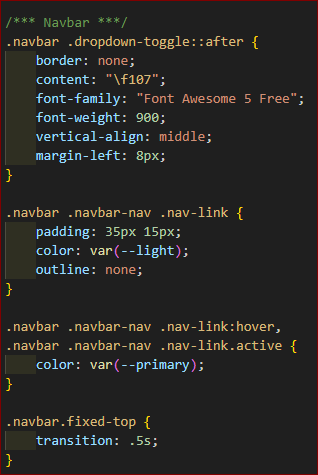 /*** Navbar ***/
.navbar .dropdown-toggle::after {
    border: none;
    content: "\f107";
    font-family: "Font Awesome 5 Free";
    font-weight: 900;
    vertical-align: middle;
    margin-left: 8px;
}

.navbar .navbar-nav .nav-link {
    padding: 35px 15px;
    color: var(--light);
    outline: none;
}

.navbar .navbar-nav .nav-link:hover,
.navbar .navbar-nav .nav-link.active {
    color: var(--primary);
}

.navbar.fixed-top {
    transition: .5s;
}